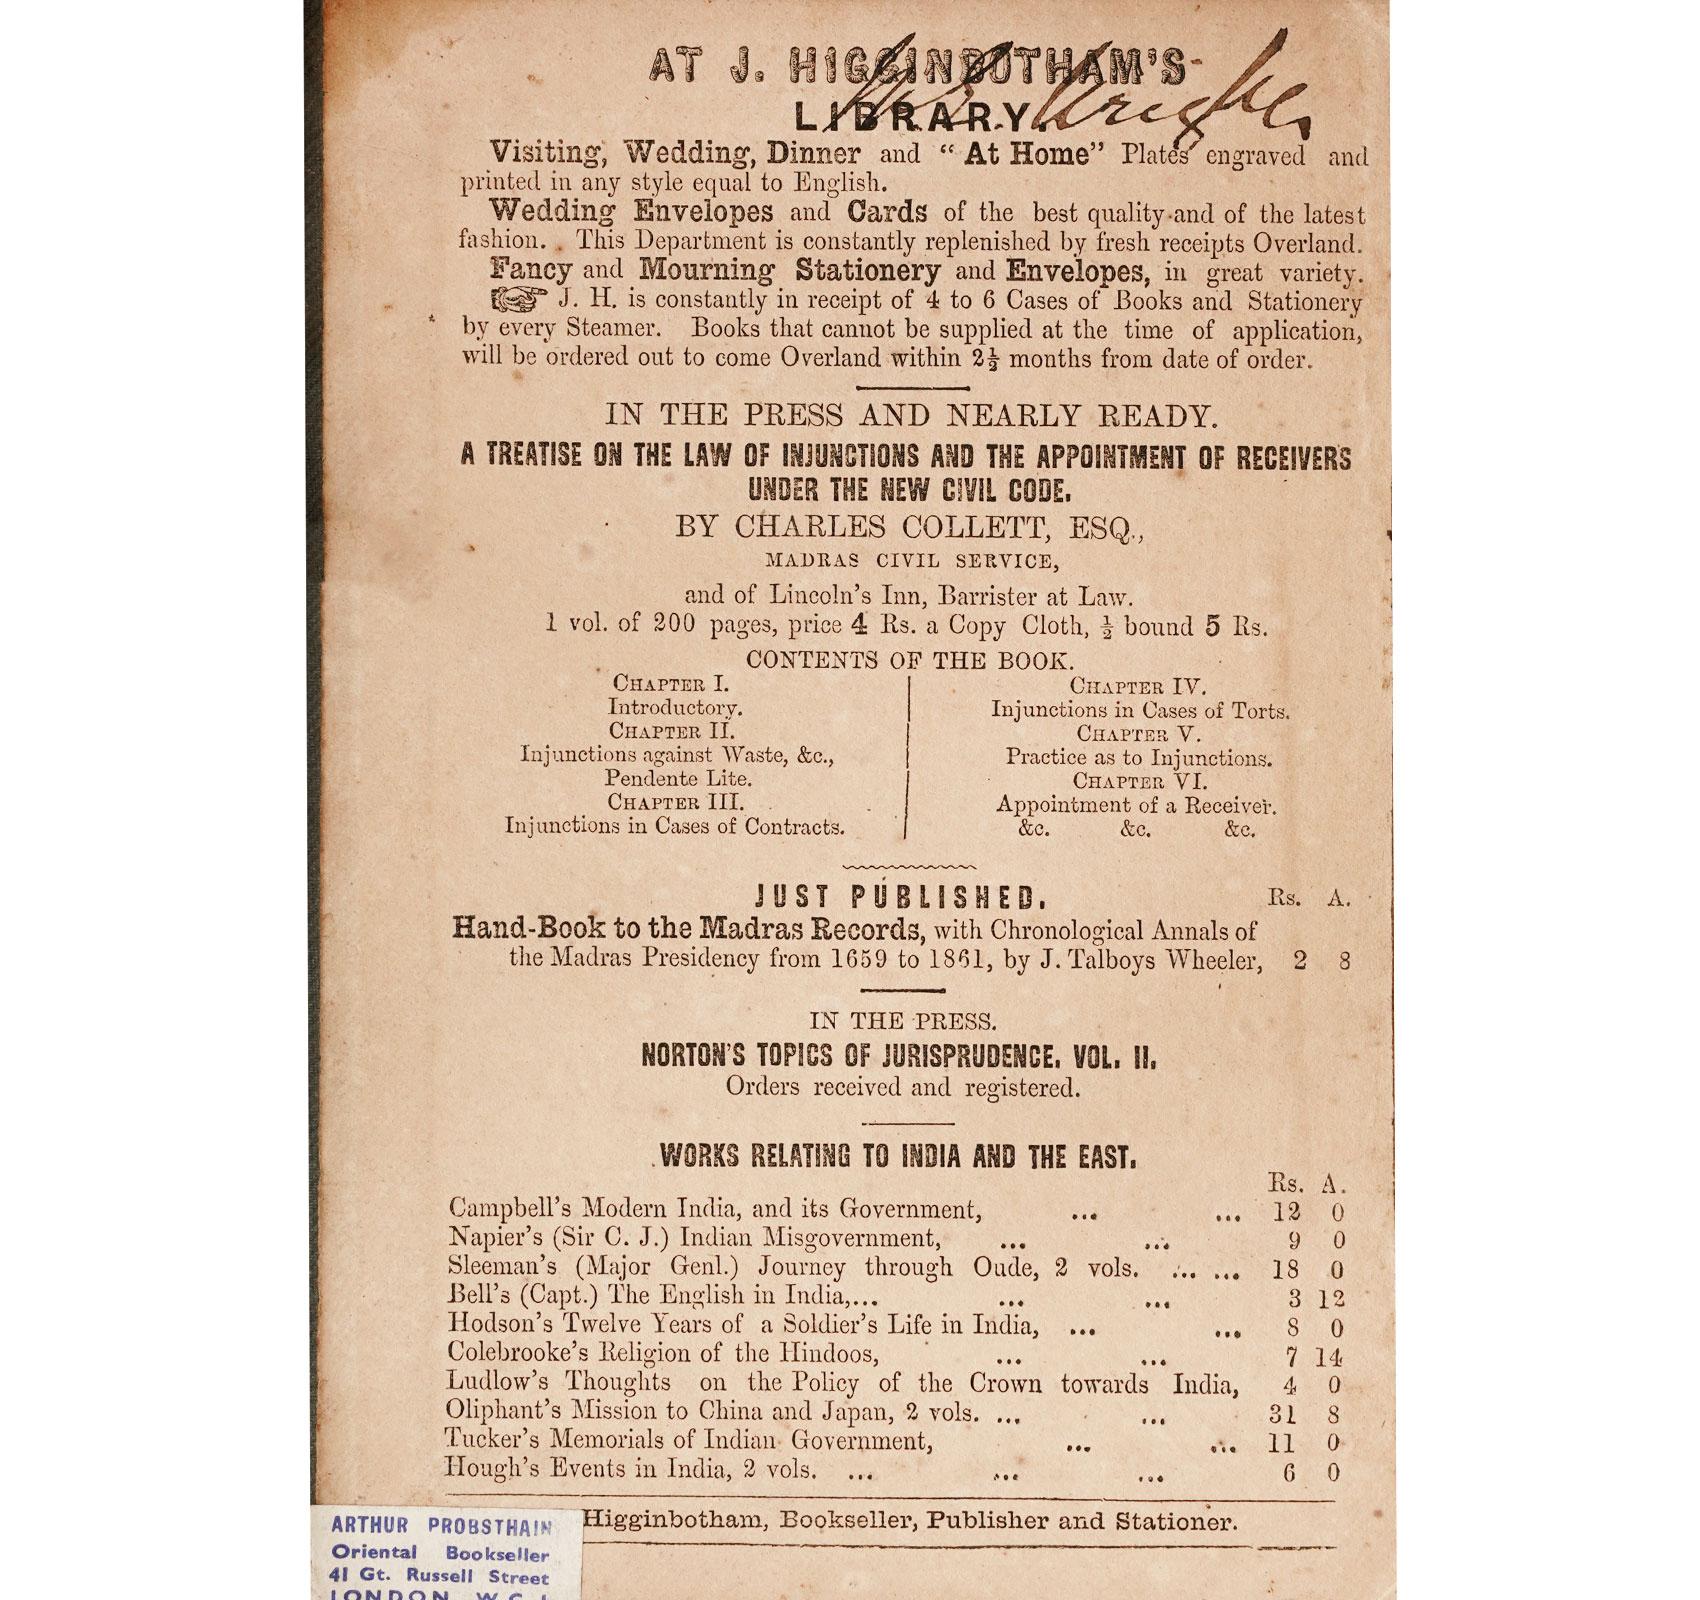 AT J. HIGGINBOTHAM'S
LIBRARY.
Visiting, Wedding, Dinner and "At Home" Plates engraved and
printed in any style equal to English.
Wedding Envelopes and Cards of the best quality and of the latest
fashion. This Department is constantly replenished by fresh receipts Overland.
Fancy and Mourning Stationery and Envelopes, in great variety.
☞ J. H. is constantly in receipt of 4 to 6 Cases of Books and Stationery
by every Steamer. Books that cannot be supplied at the time of application,
will be ordered out to come Overland within 2½ months from date of order.
IN THE PRESS AND NEARLY READY.
A TREATISE ON THE LAW OF INJUNCTIONS AND THE APPOINTMENT OF RECEIVERS
UNDER THE NEW CIVIL CODE.
BY CHARLES COLLETT, ESQ.,
MADRAS CIVIL SERVICE,
and of Lincoln's Inn, Barrister at Law.
1 vol. of 200 pages, price 4 Rs. a Copy Cloth, ½ bound 5 Rs.
CONTENTS OF THE BOOK.
CHAPTER I.
Introductory.
CHAPTER II.
Injunctions against Waste, &c.,
Pendente Lite.
CHAPTER III.
Injunctions in Cases of Contracts.
CHAPTER IV.
Injunctions in Cases of Torts.
CHAPTER V.
Practice as to Injunctions.
CHAPTER VI.
Appointment of a Receiver.
&c. &c. &c.
JUST PUBLISHED. Rs. A.
Hand-Book to the Madras Records, with Chronological Annals of
the Madras Presidency from 1659 to 1861, by J. Talboys Wheeler, 2 8
IN THE PRESS.
NORTON'S TOPICS OF JURISPRUDENCE. VOL. II.
Orders received and registered.
WORKS RELATING TO INDIA AND THE EAST.
Rs. A.
Campbell's Modern India, and its Government, ... ... 12 0
Napier's (Sir C. J.) Indian Misgovernment, ... ... 9 0
Sleeman's (Major Genl.) Journey through Oude, 2 vols. ... ... 18 0
Bell's (Capt.) The English in India,... ... ... 3 12
Hodson's Twelve Years of a Soldier's Life in India, ... ... 8 0
Colebrooke's Religion of the Hindoos, ... ... 7 14
Ludlow's Thoughts on the Policy of the Crown towards India, 4 0
Oliphant's Mission to China and Japan, 2 vols. ... ... 31 8
Tucker's Memorials of Indian Government, ... ... 11 0
Hough's Events in India, 2 vols. ... ... ... 6 0
Higginbotham, Bookseller, Publisher and Stationer.
ARTHUR PROBSTHAIN
Oriental Bookseller
41 Gt. Russell Street
LONDON, W.C.1